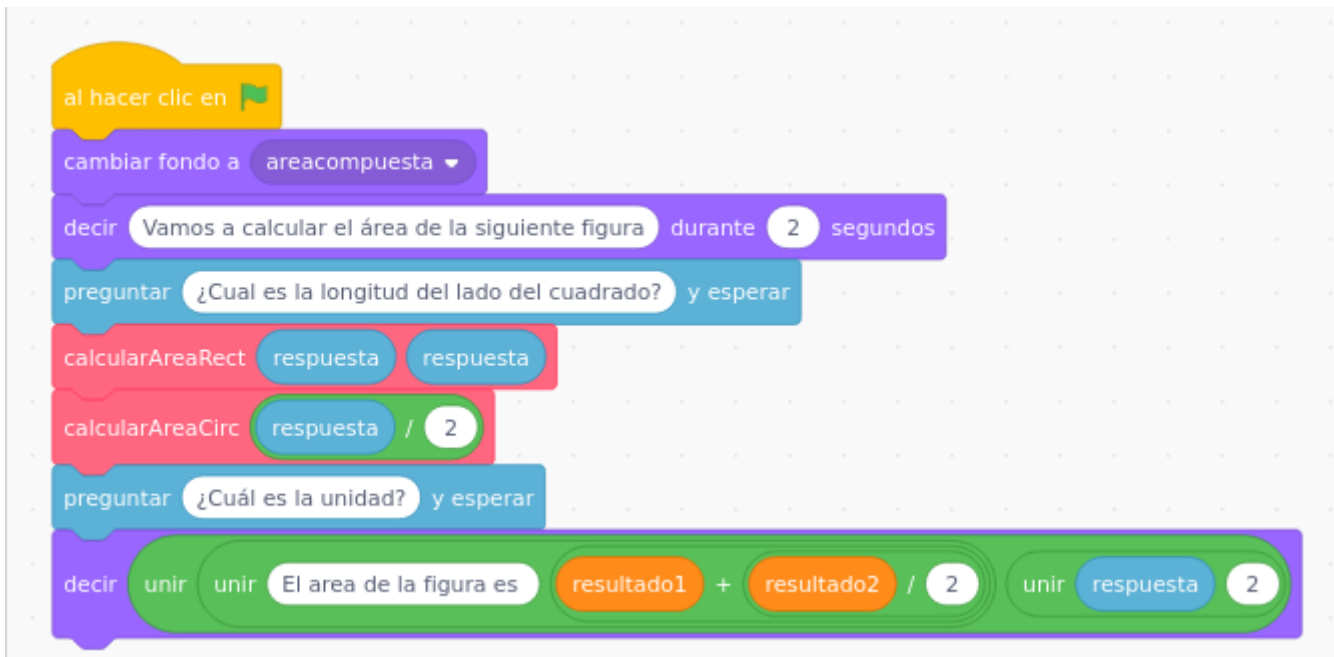 al hacer clic en
cambiar fondo a areacompuesta
decir Vamos a calcular el área de la siguiente figura durante 2 segundos
preguntar ¿Cual es la longitud del lado del cuadrado? y esperar
calcularAreaRect respuesta respuesta
calcularAreaCirc respuesta / 2
preguntar ¿Cuál es la unidad? y esperar
decir unir unir El area de la figura es resultado1 + resultado2 / 2 unir respuesta 2